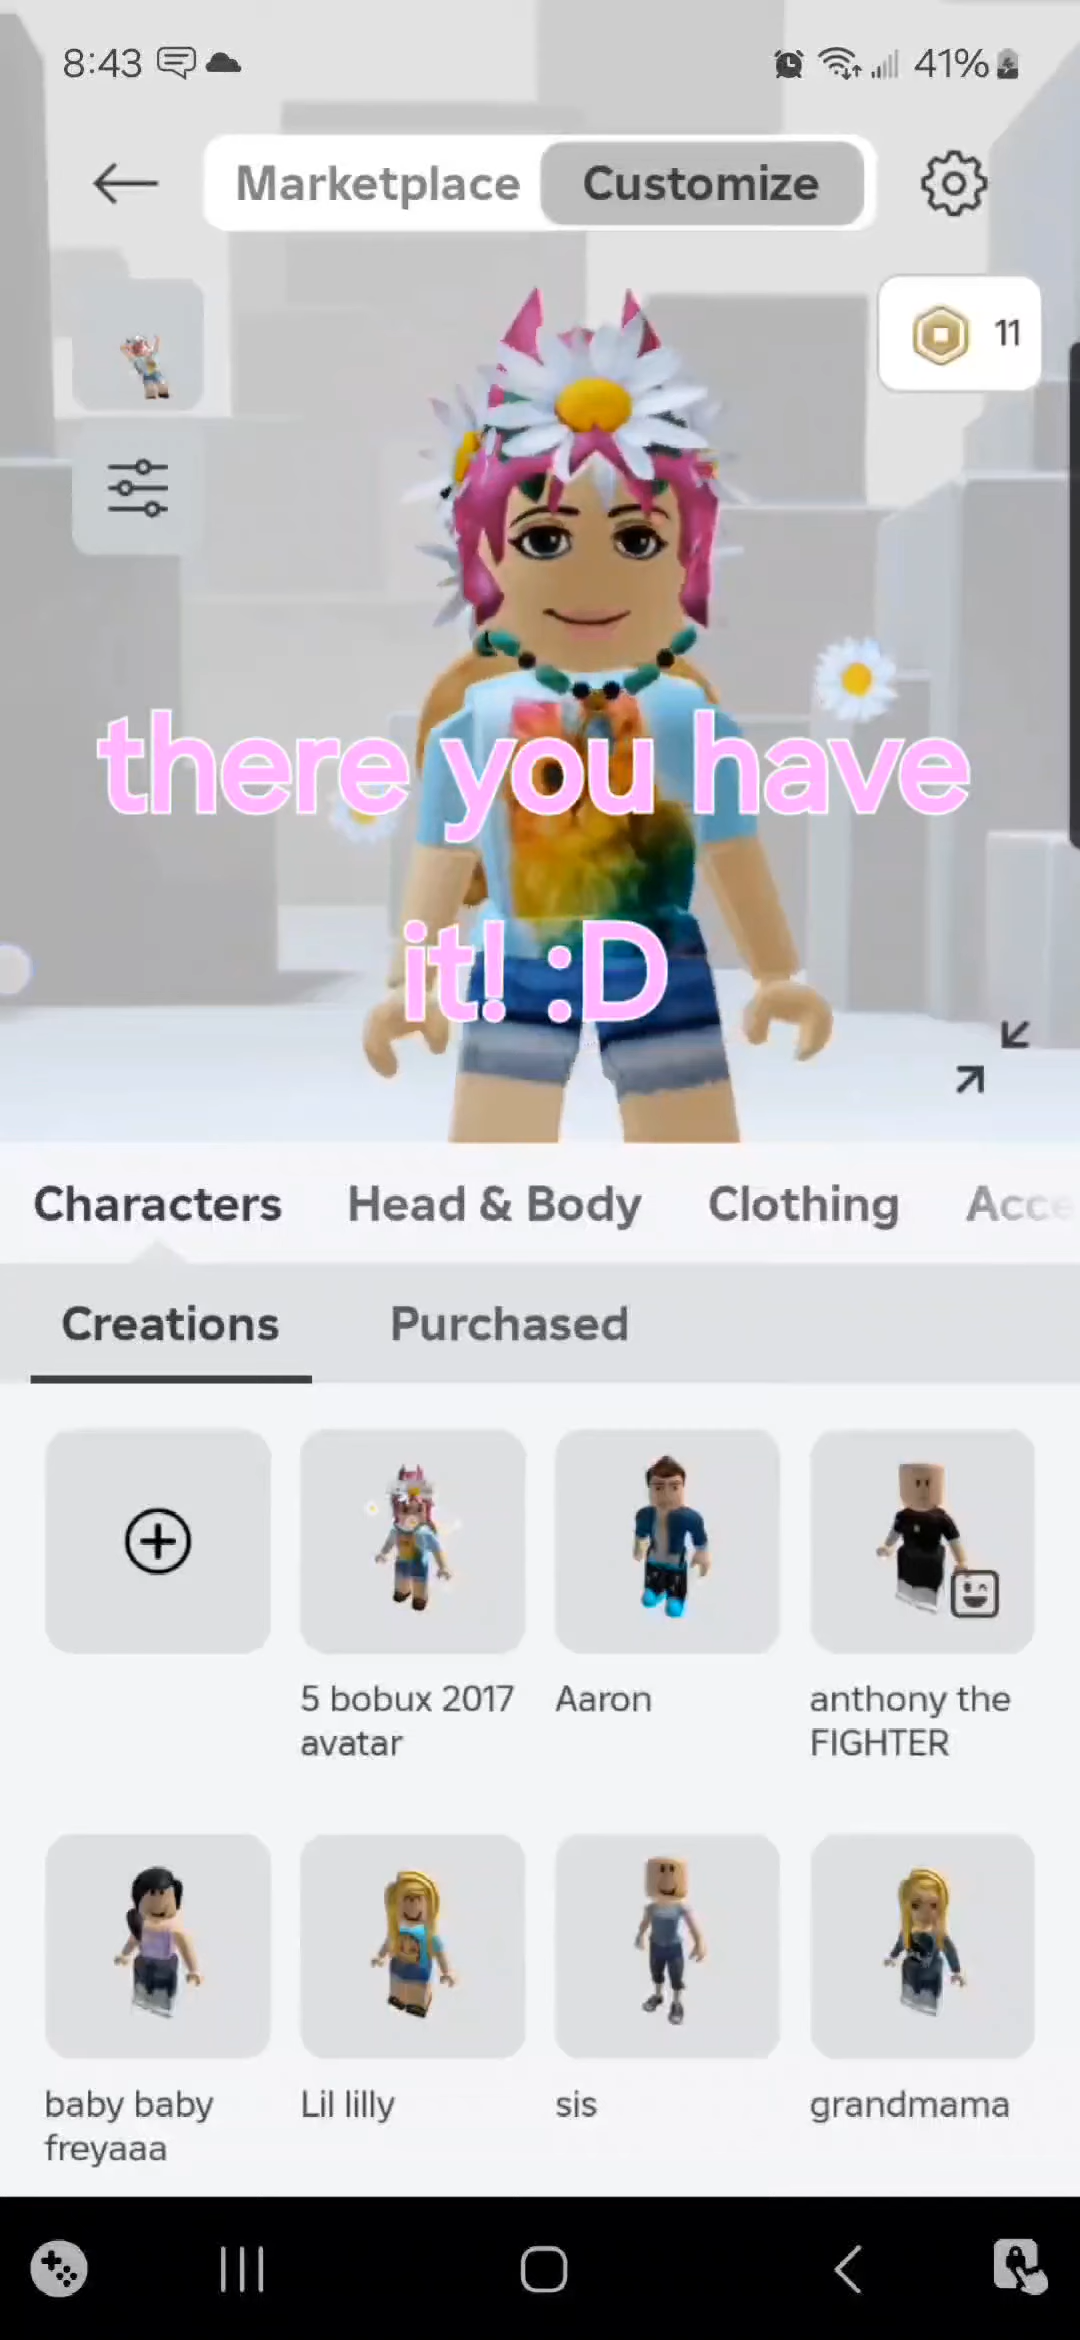 8:43
41%
Marketplace
Customize
11
there you have
it! :D
Characters
Head & Body
Clothing
Acce
Creations
Purchased
5 bobux 2017
avatar
Aaron
anthony the
FIGHTER
baby baby
freyaaa
Lil lilly
sis
grandmama